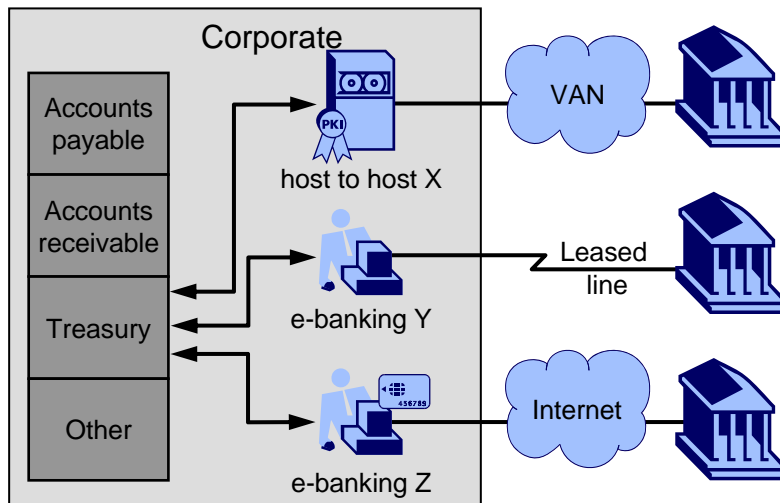 Corporate
Accounts
payable
Accounts
receivable
Treasury
Other
PKI
host to host X
VAN
e-banking Y
Leased
line
456789
e-banking Z
Internet